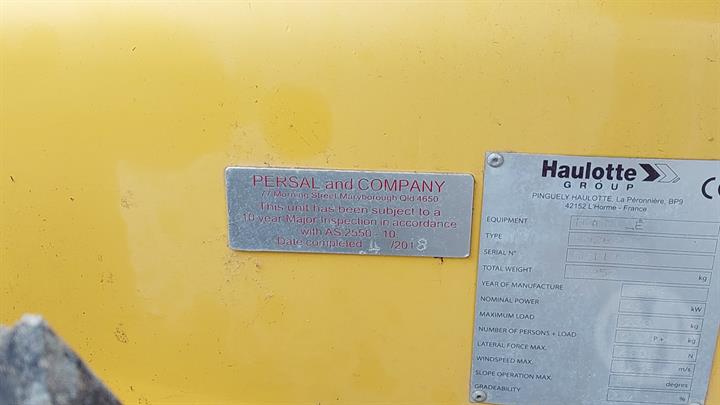 PERSAL and COMPANY
77 Morning Street Maryborough Qld 4650
This unit has been subject to a
10 year Major Inspection in accordance
with AS 2550 - 10.
Date completed 4 /2018
Haulotte
GROUP
PINGUELY HAULOTTE, La Péronnière, BP9
42152 L'Horme - France
EQUIPMENT
TYPE
SERIAL N°
TOTAL WEIGHT kg
YEAR OF MANUFACTURE
NOMINAL POWER kW
MAXIMUM LOAD kg
NUMBER OF PERSONS + LOAD P + kg
LATERAL FORCE MAX. N
WINDSPEED MAX. m/s
SLOPE OPERATION MAX. degrees
GRADEABILITY %